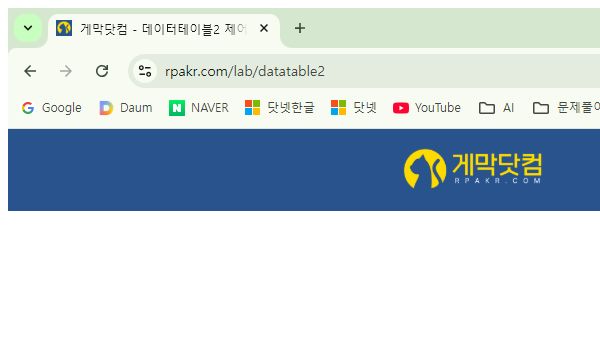 게막닷컴 - 데이터테이블2 제어
rpakr.com/lab/datatable2
Google Daum NAVER 닷넷한글 닷넷 YouTube AI 문제풀이
게막닷컴
RPAKR.COM